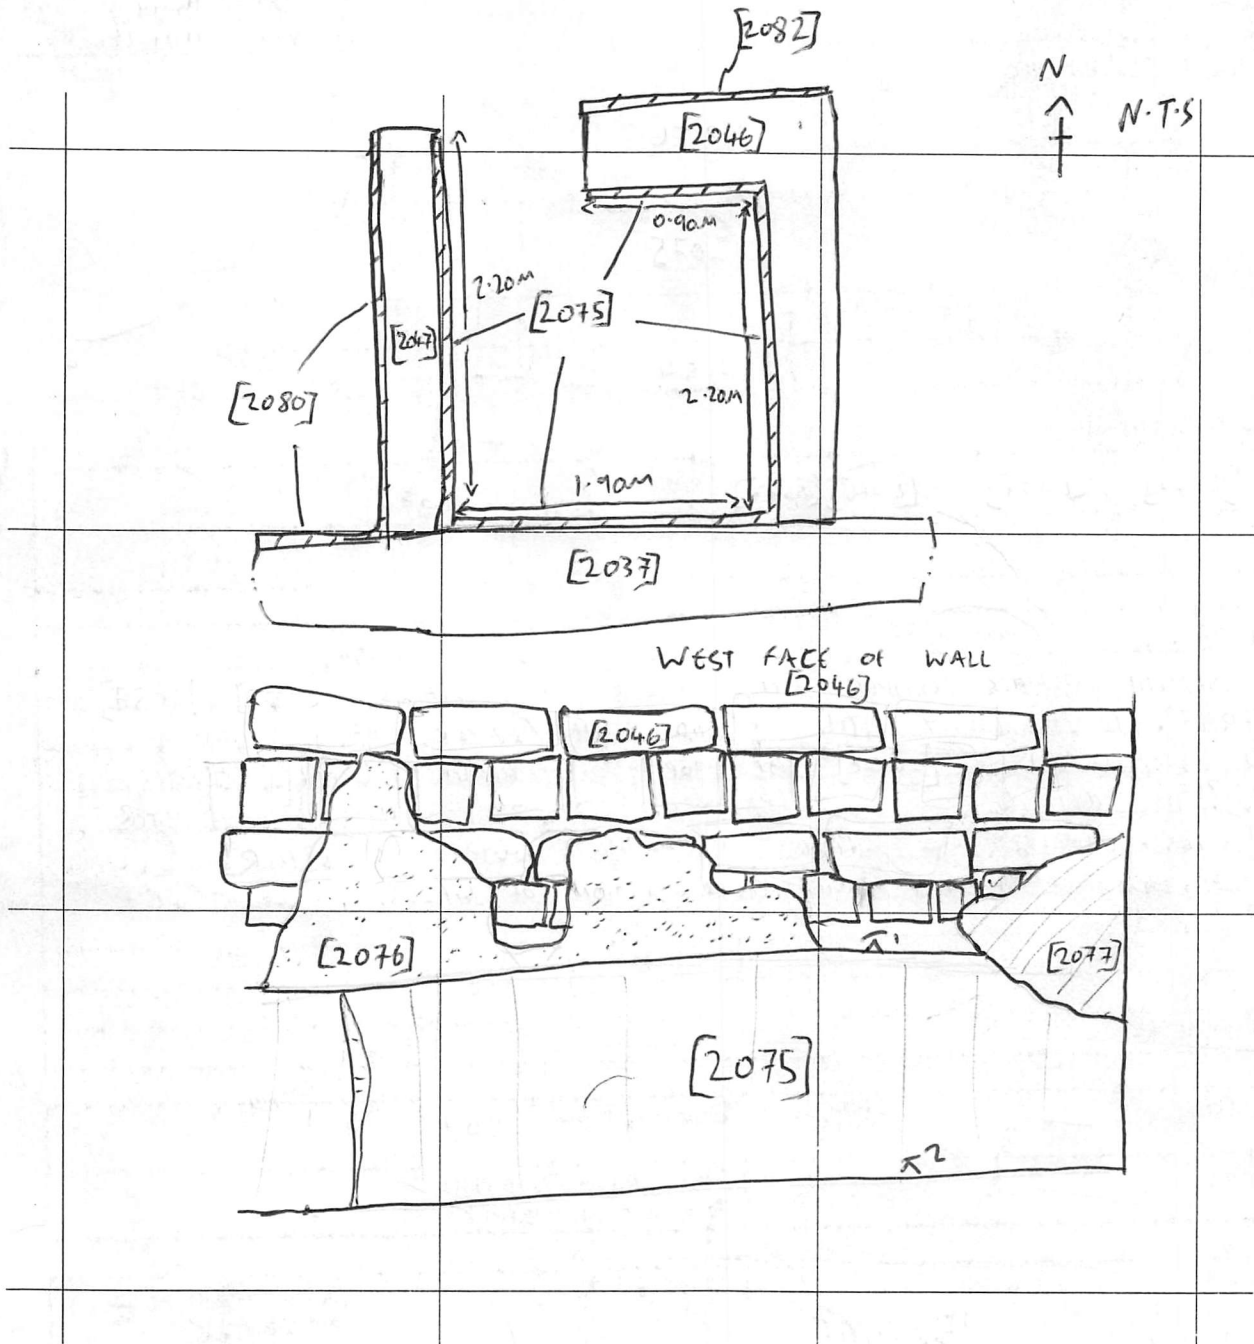 [2082]
N
N.T.S
[2046]
0.90M
2.20M
[2075]
[2047]
[2080]
2.20M
1.90M
[2037]
WEST FACE OF WALL
[2046]
[2046]
[2076]
[2077]
⊼1
[2075]
⊼2